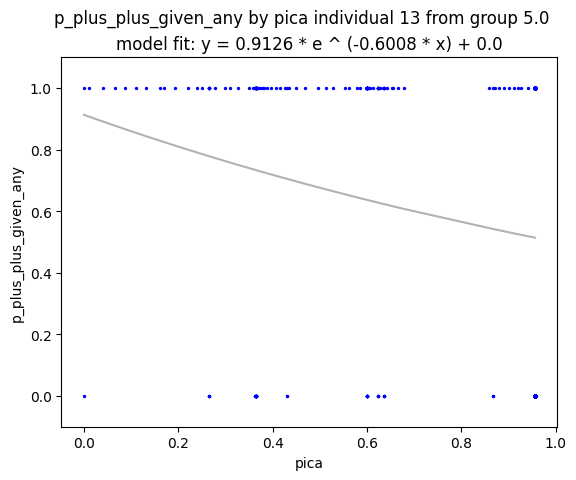 p_plus_plus_given_any by pica individual 13 from group 5.0
model fit: y = 0.9126 * e ^ (-0.6008 * x) + 0.0
p_plus_plus_given_any
1.0
0.8
0.6
0.4
0.2
0.0
0.0 0.2 0.4 0.6 0.8 1.0
pica